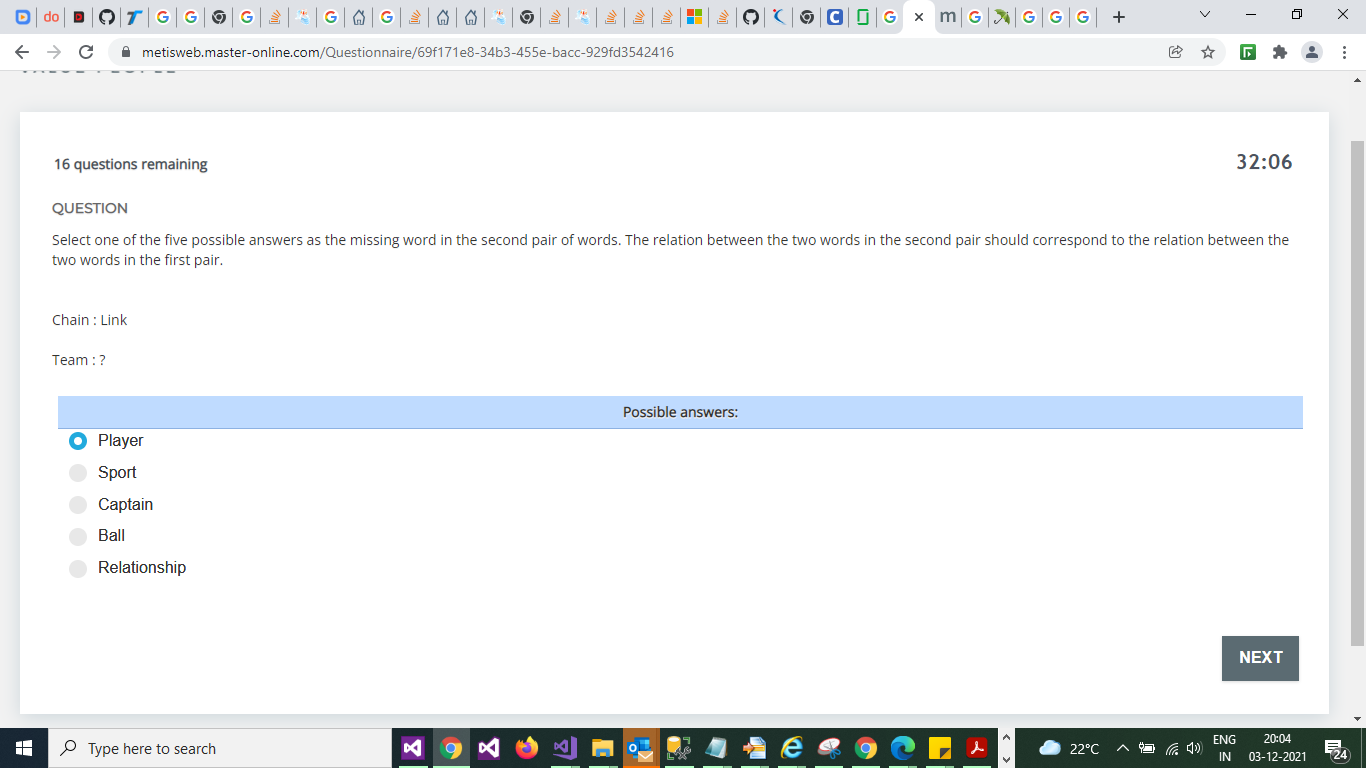 do
m
metisweb.master-online.com/Questionnaire/69f171e8-34b3-455e-bacc-929fd3542416
VALUE PEOPLE
16 questions remaining
32:06
QUESTION
Select one of the five possible answers as the missing word in the second pair of words. The relation between the two words in the second pair should correspond to the relation between the
two words in the first pair.
Chain : Link
Team : ?
Possible answers:
Player
Sport
Captain
Ball
Relationship
NEXT
Type here to search
22°C
ENG
IN
20:04
03-12-2021
24